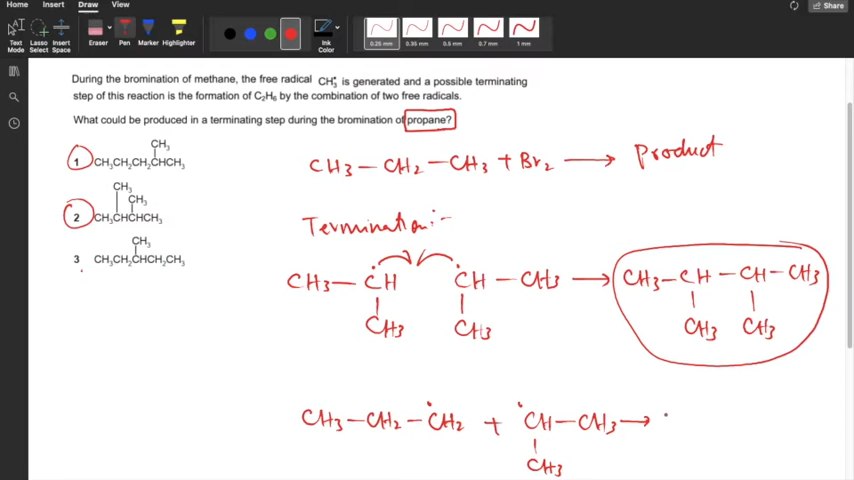 Home Insert Draw View
Share
Text Mode
Lasso Select
Insert Space
Eraser
Pen
Marker
Highlighter
Ink Color
0.25 mm
0.35 mm
0.5 mm
0.7 mm
1 mm
During the bromination of methane, the free radical CH₃• is generated and a possible terminating
step of this reaction is the formation of C₂H₆ by the combination of two free radicals.
What could be produced in a terminating step during the bromination of propane?
CH₃
1 CH₃CH₂CH₂CHCH₃
CH₃
CH₃
2 CH₃CHCHCH₃
CH₃
3 CH₃CH₂CHCH₂CH₃
CH₃ — CH₂ — CH₃ + Br₂ ⟶ Product
Termination :-
CH₃ — ĊH ĊH — CH₃ ⟶ CH₃ — CH — CH — CH₃
CH₃ CH₃ CH₃ CH₃
CH₃ — CH₂ — ĊH₂ + ĊH — CH₃ ⟶
CH₃